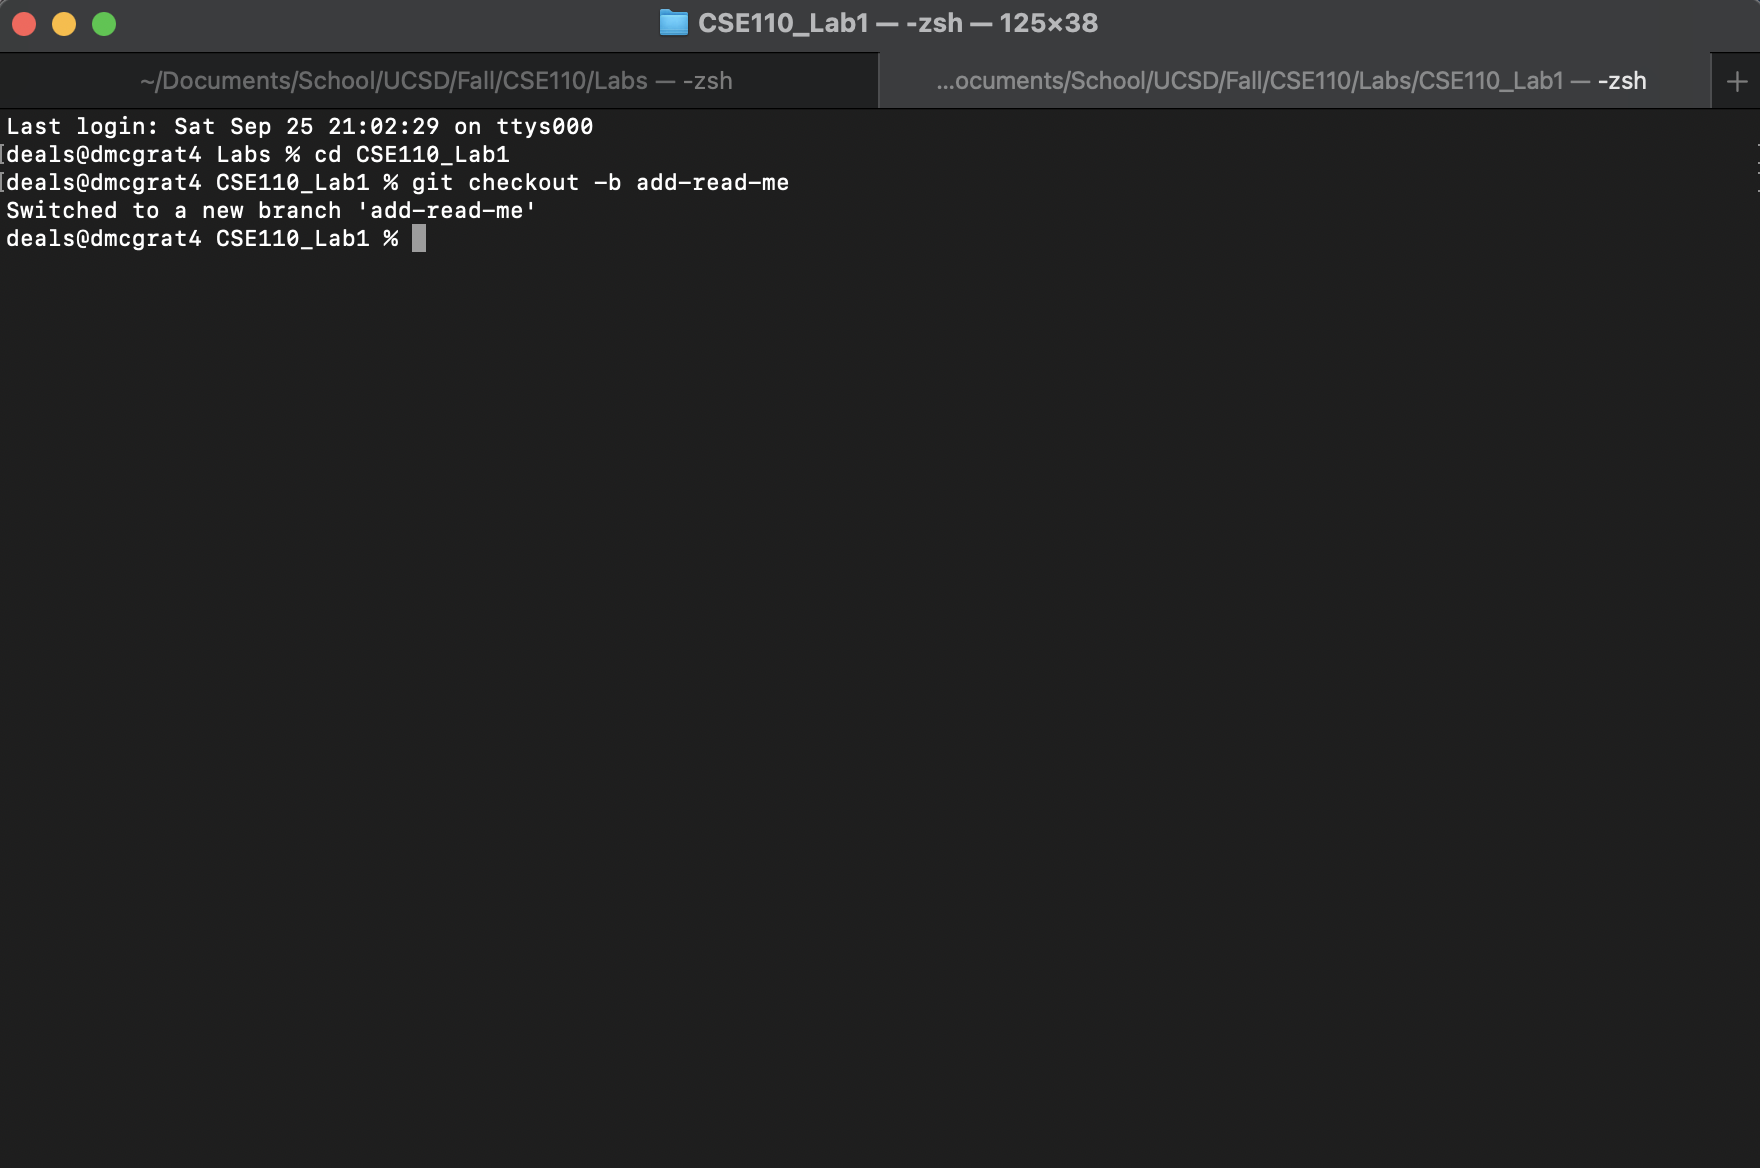 CSE110_Lab1 — -zsh — 125×38
~/Documents/School/UCSD/Fall/CSE110/Labs — -zsh
...ocuments/School/UCSD/Fall/CSE110/Labs/CSE110_Lab1 — -zsh
Last login: Sat Sep 25 21:02:29 on ttys000
deals@dmcgrat4 Labs % cd CSE110_Lab1
deals@dmcgrat4 CSE110_Lab1 % git checkout -b add-read-me
Switched to a new branch 'add-read-me'
deals@dmcgrat4 CSE110_Lab1 %